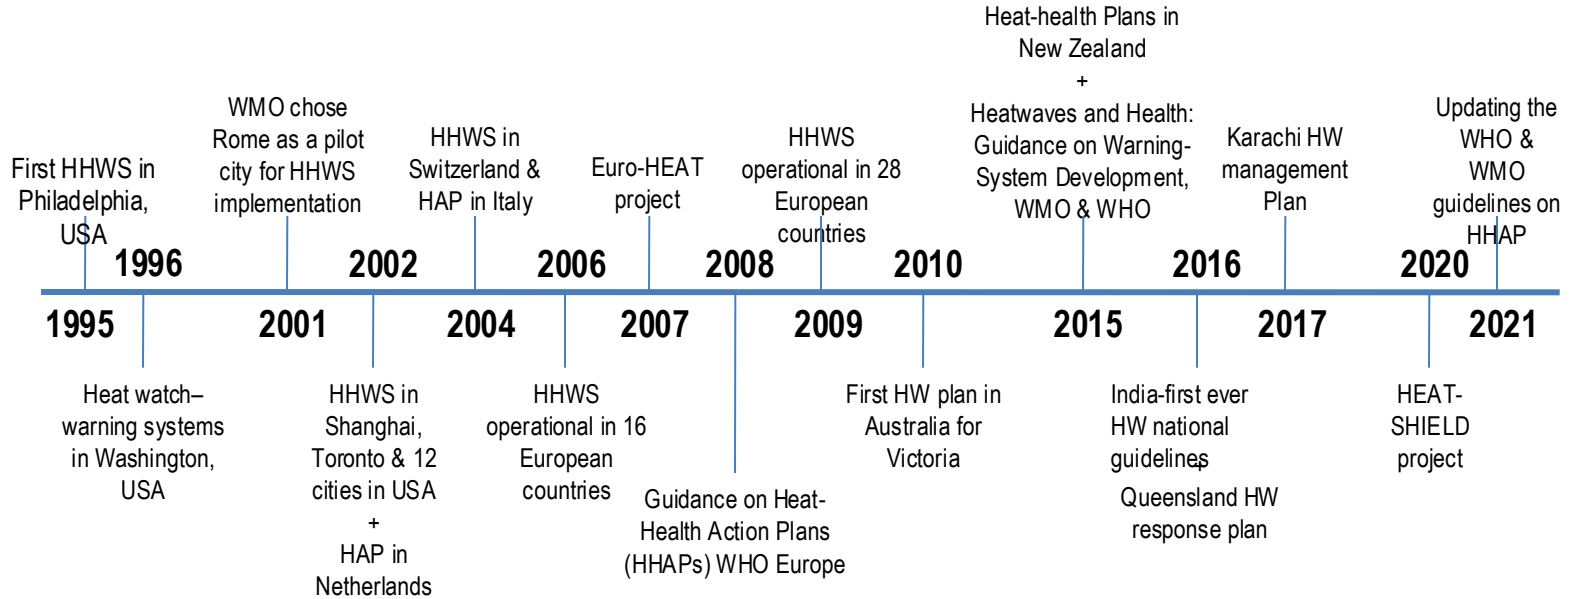 First HHWS in
Philadelphia,
USA
1995
1996
Heat watch–
warning systems
in Washington,
USA
WMO chose
Rome as a pilot
city for HHWS
implementation
2001
2002
HHWS in
Shanghai,
Toronto & 12
cities in USA
+
HAP in
Netherlands
HHWS in
Switzerland &
HAP in Italy
2004
2006
HHWS
operational in 16
European
countries
Euro-HEAT
project
2007
2008
Guidance on Heat-
Health Action Plans
(HHAPs) WHO Europe
HHWS
operational in 28
European
countries
2009
2010
First HW plan in
Australia for
Victoria
Heat-health Plans in
New Zealand
+
Heatwaves and Health:
Guidance on Warning-
System Development,
WMO & WHO
2015
2016
India-first ever
HW national
guidelines
+
Queensland HW
response plan
Karachi HW
management
Plan
2017
2020
HEAT-
SHIELD
project
Updating the
WHO &
WMO
guidelines on
HHAP
2021